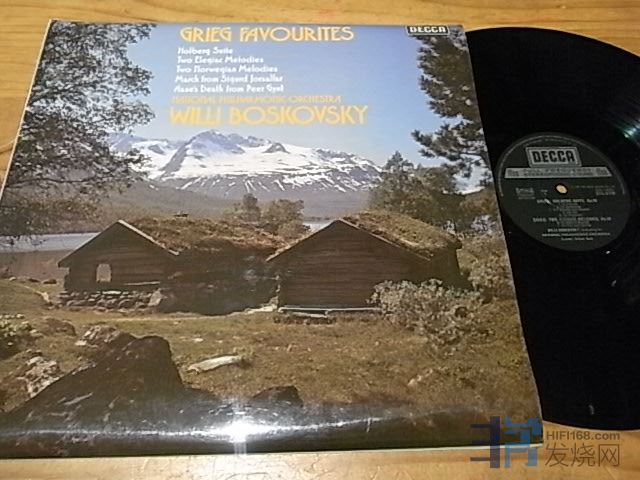 GRIEG FAVOURITES
DECCA
Holberg Suite
Two Elegiac Melodies
Two Norwegian Melodies
March from Sigurd Jorsalfar
Aase's Death from Peer Gynt
NATIONAL PHILHARMONIC ORCHESTRA
WILLI BOSKOVSKY
DECCA
HIFI168.com
发烧网